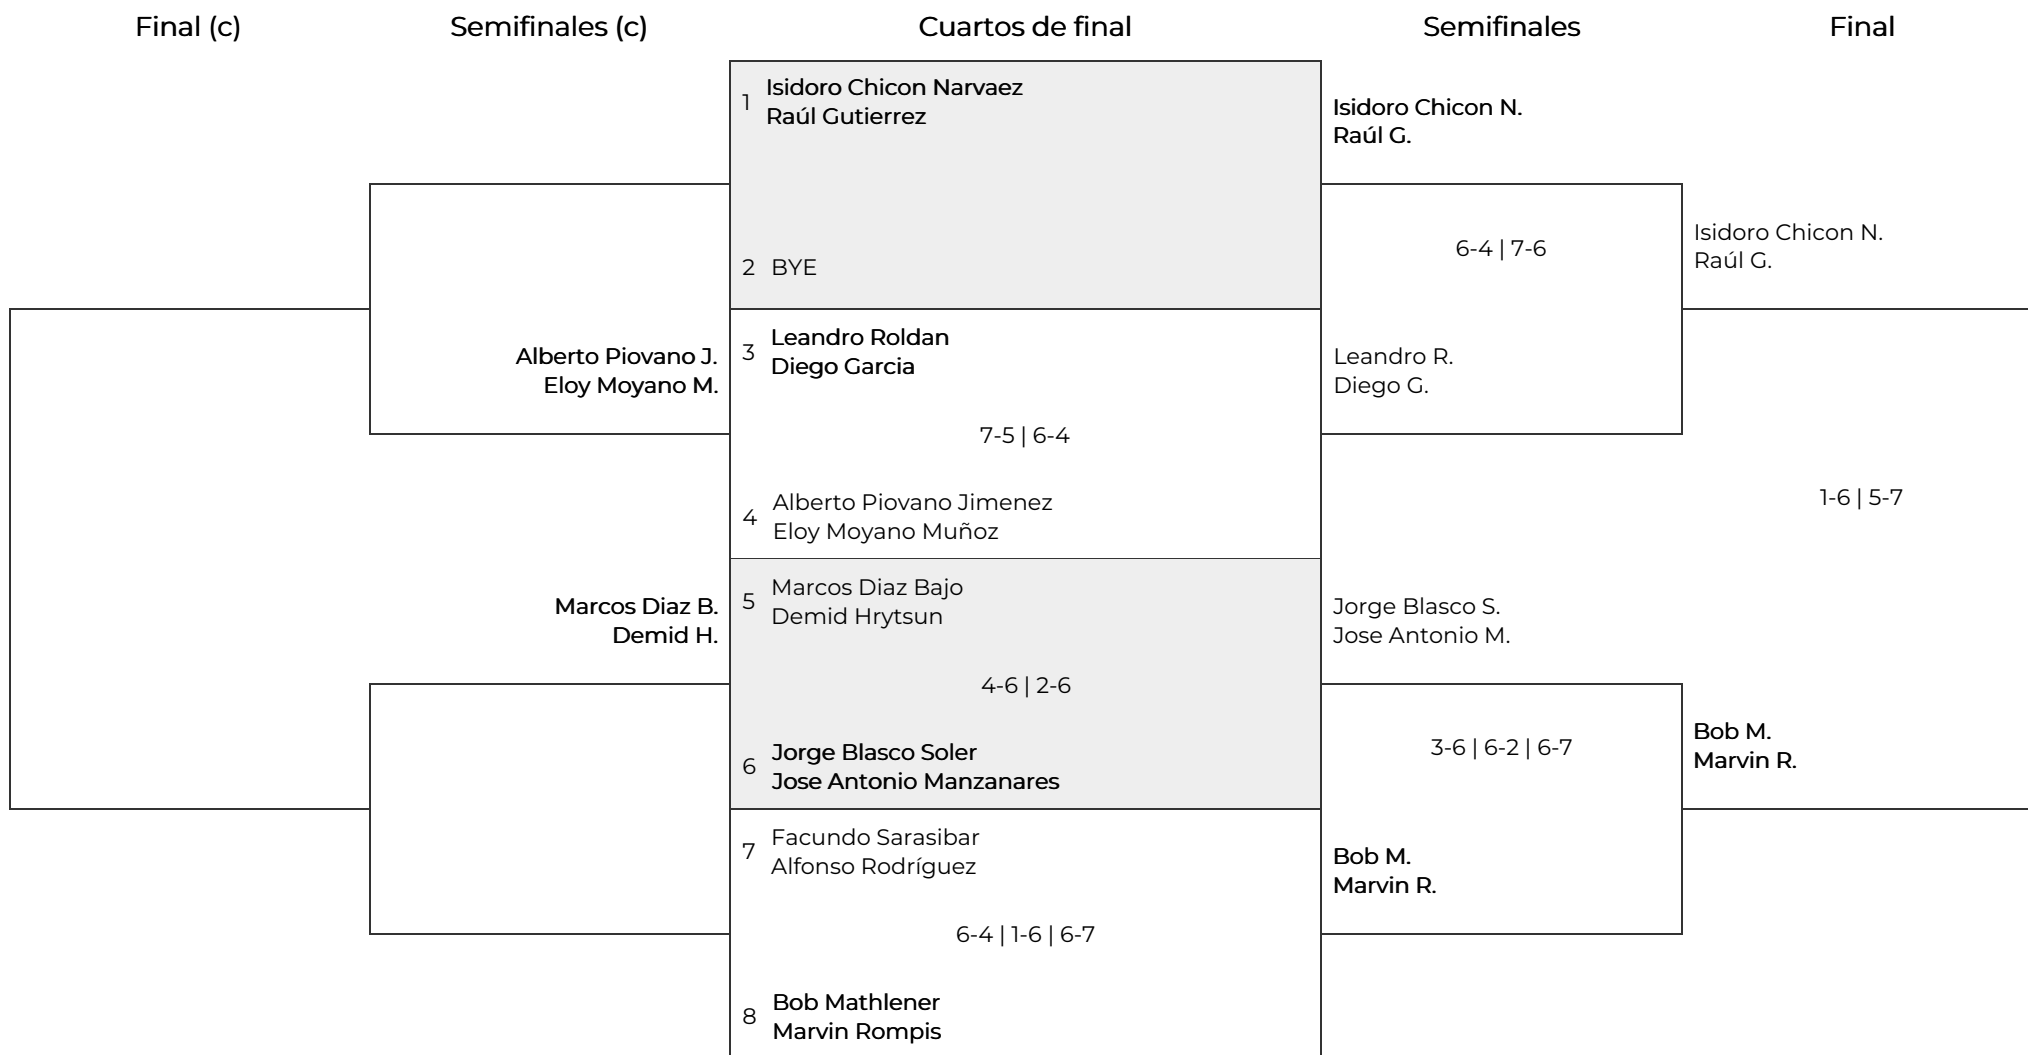 Final (c)
Semifinales (c)
Cuartos de final
Semifinales
Final
Alberto Piovano J.
Eloy Moyano M.
Marcos Diaz B.
Demid H.
1 Isidoro Chicon Narvaez
Raúl Gutierrez
2 BYE
3 Leandro Roldan
Diego Garcia
7-5 | 6-4
4 Alberto Piovano Jimenez
Eloy Moyano Muñoz
5 Marcos Diaz Bajo
Demid Hrytsun
4-6 | 2-6
6 Jorge Blasco Soler
Jose Antonio Manzanares
7 Facundo Sarasibar
Alfonso Rodríguez
6-4 | 1-6 | 6-7
8 Bob Mathlener
Marvin Rompis
Isidoro Chicon N.
Raúl G.
6-4 | 7-6
Leandro R.
Diego G.
Jorge Blasco S.
Jose Antonio M.
3-6 | 6-2 | 6-7
Bob M.
Marvin R.
Isidoro Chicon N.
Raúl G.
1-6 | 5-7
Bob M.
Marvin R.